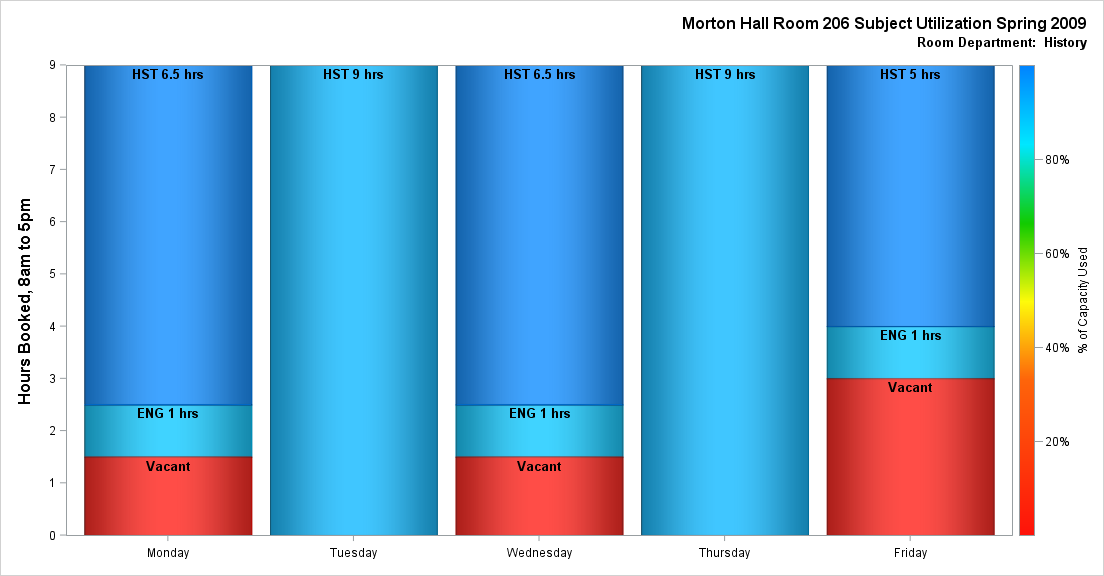 Morton Hall Room 206 Subject Utilization Spring 2009
Room Department: History
Hours Booked, 8am to 5pm
9
8
7
6
5
4
3
2
1
0
HST 6.5 hrs
ENG 1 hrs
Vacant
HST 9 hrs
HST 6.5 hrs
ENG 1 hrs
Vacant
HST 9 hrs
HST 5 hrs
ENG 1 hrs
Vacant
Monday
Tuesday
Wednesday
Thursday
Friday
80%
60%
40%
20%
% of Capacity Used